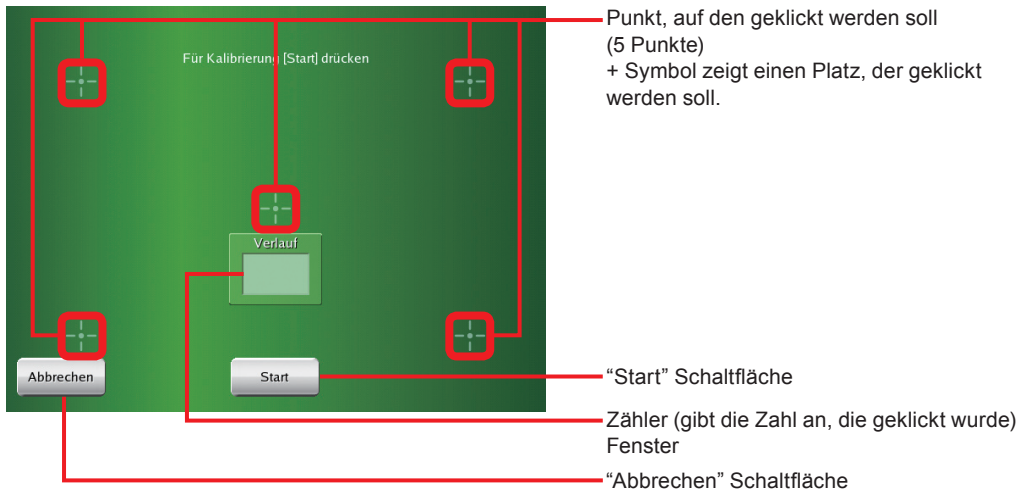 Punkt, auf den geklickt werden soll
(5 Punkte)
+ Symbol zeigt einen Platz, der geklickt
werden soll.
Für Kalibrierung [Start] drücken
Verlauf
Abbrechen
Start
“Start” Schaltfläche
Zähler (gibt die Zahl an, die geklickt wurde)
Fenster
“Abbrechen” Schaltfläche